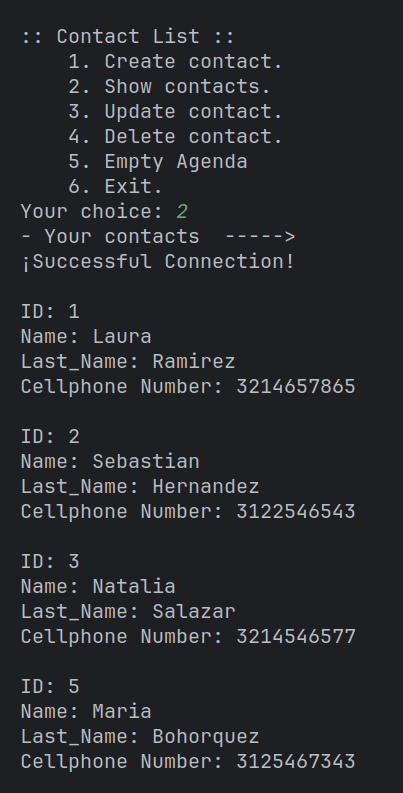 :: Contact List ::
1. Create contact.
2. Show contacts.
3. Update contact.
4. Delete contact.
5. Empty Agenda
6. Exit.
Your choice: 2
- Your contacts  ----->
¡Successful Connection!
ID: 1
Name: Laura
Last_Name: Ramirez
Cellphone Number: 3214657865
ID: 2
Name: Sebastian
Last_Name: Hernandez
Cellphone Number: 3122546543
ID: 3
Name: Natalia
Last_Name: Salazar
Cellphone Number: 3214546577
ID: 5
Name: Maria
Last_Name: Bohorquez
Cellphone Number: 3125467343